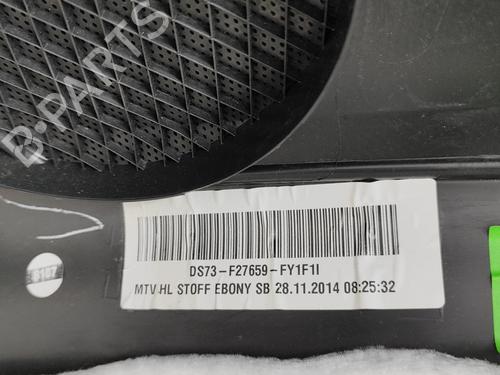 B-PARTS
DS73-F27659-FY1F1I
MTV HL STOFF EBONY SB 28.11.2014 08:25:32